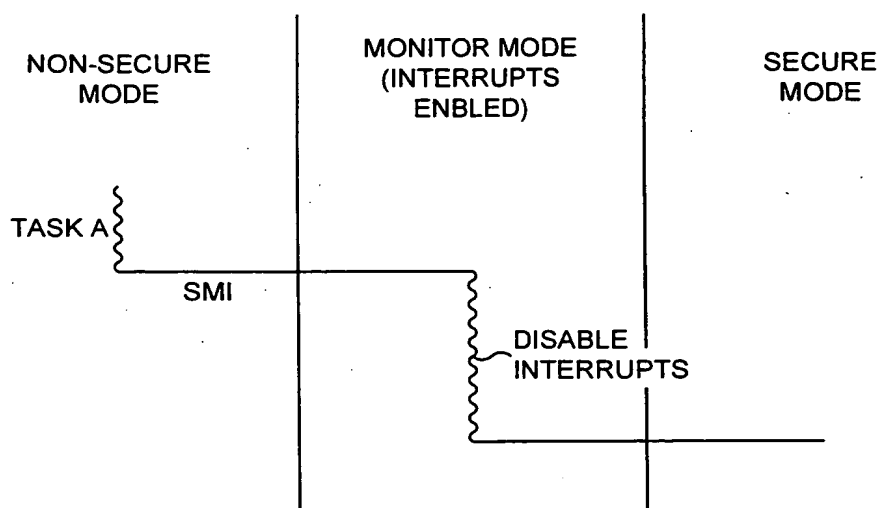 NON-SECURE
MODE
MONITOR MODE
(INTERRUPTS
ENBLED)
SECURE
MODE
TASK A
SMI
DISABLE
INTERRUPTS